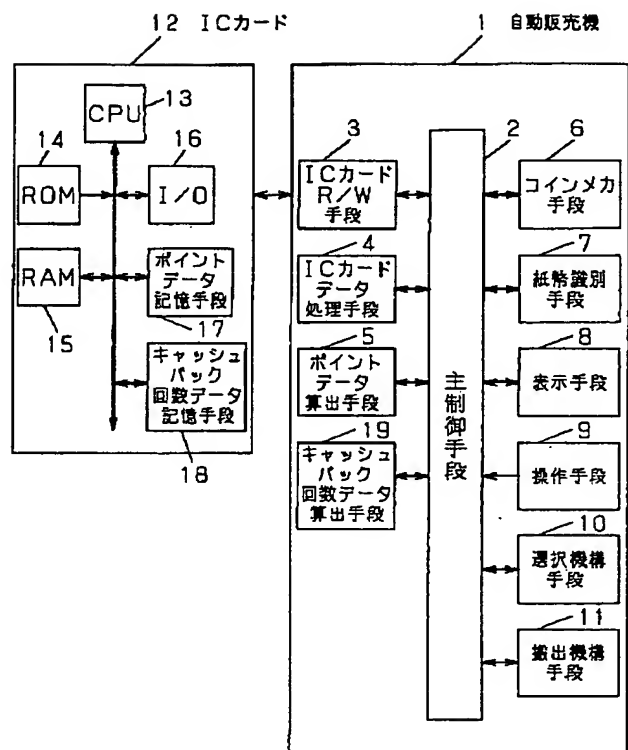 12 ICカード
CPU
13
14
ROM
16
I/O
RAM
15
ポイント
データ
記憶手段
17
キャッシュ
バック
回数データ
記憶手段
18
1 自動販売機
2
主制御手段
3
ICカード
R/W
手段
4
ICカード
データ
処理手段
5
ポイント
データ
算出手段
19
キャッシュ
バック
回数データ
算出手段
6
コインメカ
手段
7
紙幣識別
手段
8
表示手段
9
操作手段
10
選択機構
手段
11
搬出機構
手段